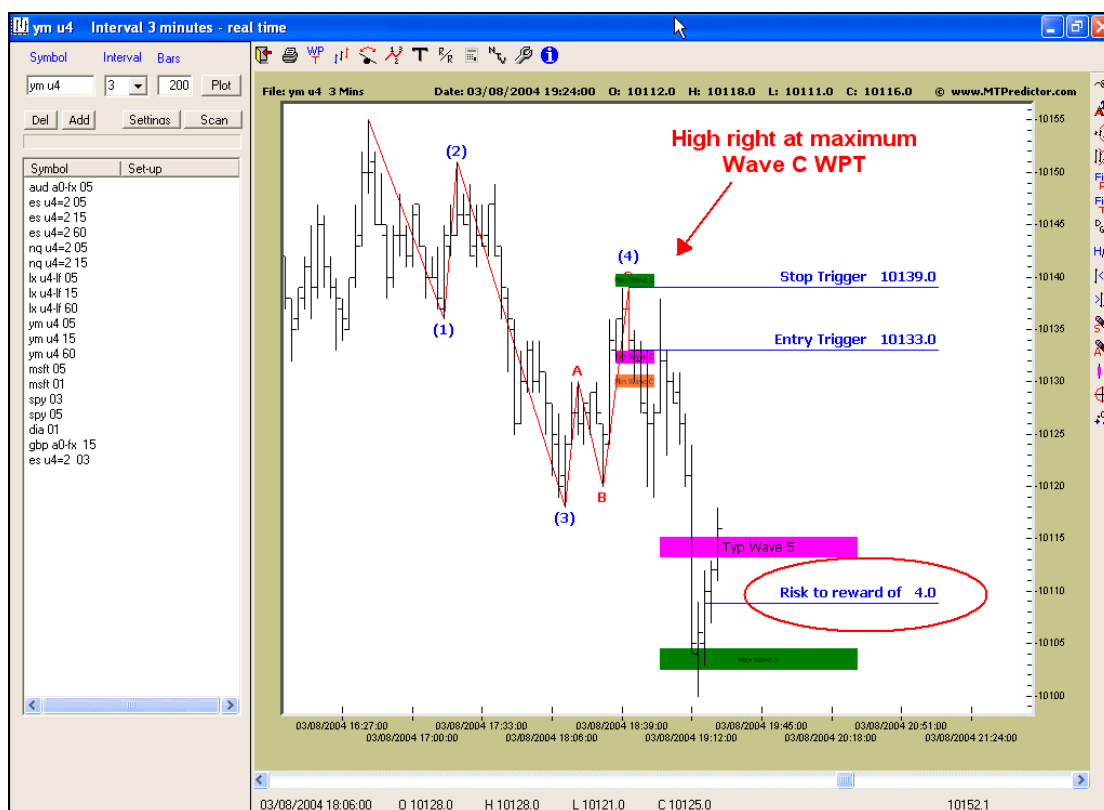 ym u4 Interval 3 minutes - real time
Symbol Interval Bars
ym u4 3 200 Plot
Del Add Settings Scan
Symbol Set-up
aud a0-fx 05
es u4=2 05
es u4=2 15
es u4=2 60
nq u4=2 05
nq u4=2 15
lx u4-lf 05
lx u4-lf 15
lx u4-lf 60
ym u4 05
ym u4 15
ym u4 60
msft 05
msft 01
spy 03
spy 05
dia 01
gbp a0-fx 15
es u4=2 03
WP T R/R
File: ym u4 3 Mins Date: 03/08/2004 19:24:00 O: 10112.0 H: 10118.0 L: 10111.0 C: 10116.0 © www.MTPredictor.com
High right at maximum
Wave C WPT
10155
10150
10145
10140
10135
10130
10125
10120
10115
10110
10105
10100
(2)
(1)
(4)
Max Wave C
Stop Trigger 10139.0
Entry Trigger 10133.0
Typ Wave C
Min Wave C
A
B
(3)
Typ Wave 5
Risk to reward of 4.0
03/08/2004 16:27:00 03/08/2004 17:33:00 03/08/2004 18:39:00 03/08/2004 19:45:00 03/08/2004 20:51:00
03/08/2004 17:00:00 03/08/2004 18:06:00 03/08/2004 19:12:00 03/08/2004 20:18:00 03/08/2004 21:24:00
03/08/2004 18:06:00 O 10128.0 H 10128.0 L 10121.0 C 10125.0 10152.1